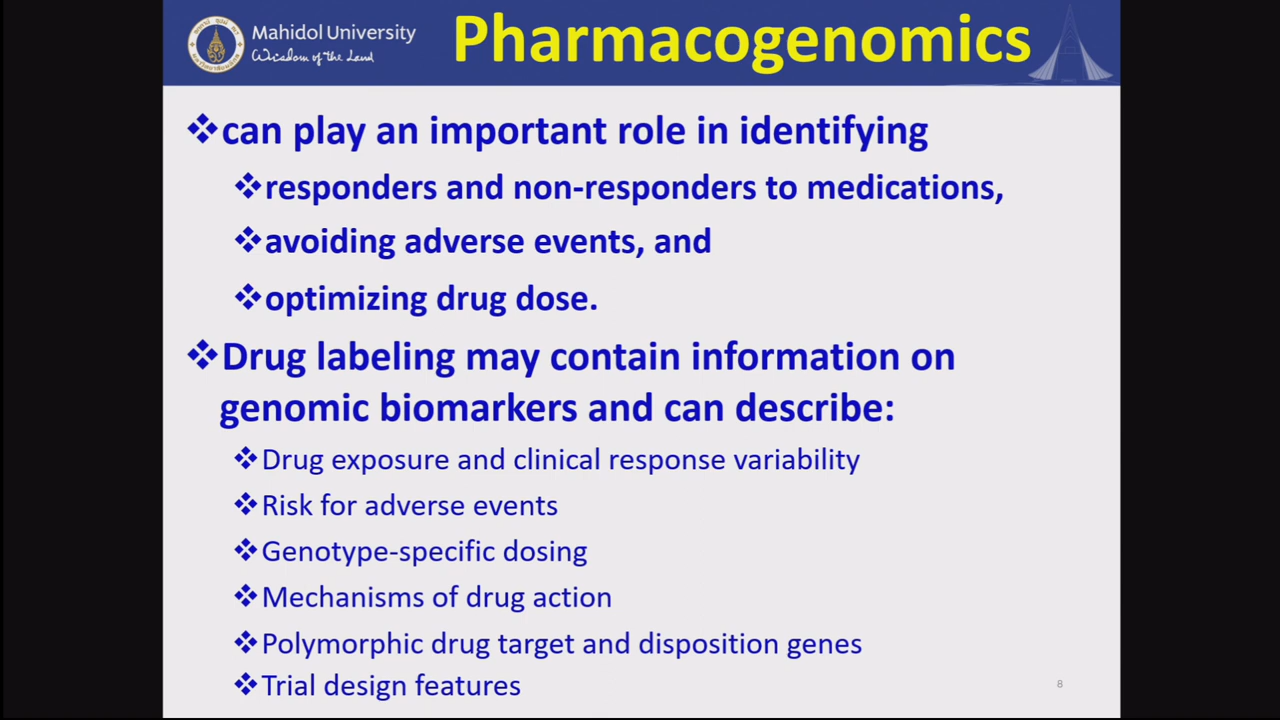 Mahidol University
Wisdom of the Land
Pharmacogenomics
❖can play an important role in identifying
❖responders and non-responders to medications,
❖avoiding adverse events, and
❖optimizing drug dose.
❖Drug labeling may contain information on
genomic biomarkers and can describe:
❖Drug exposure and clinical response variability
❖Risk for adverse events
❖Genotype-specific dosing
❖Mechanisms of drug action
❖Polymorphic drug target and disposition genes
❖Trial design features
8